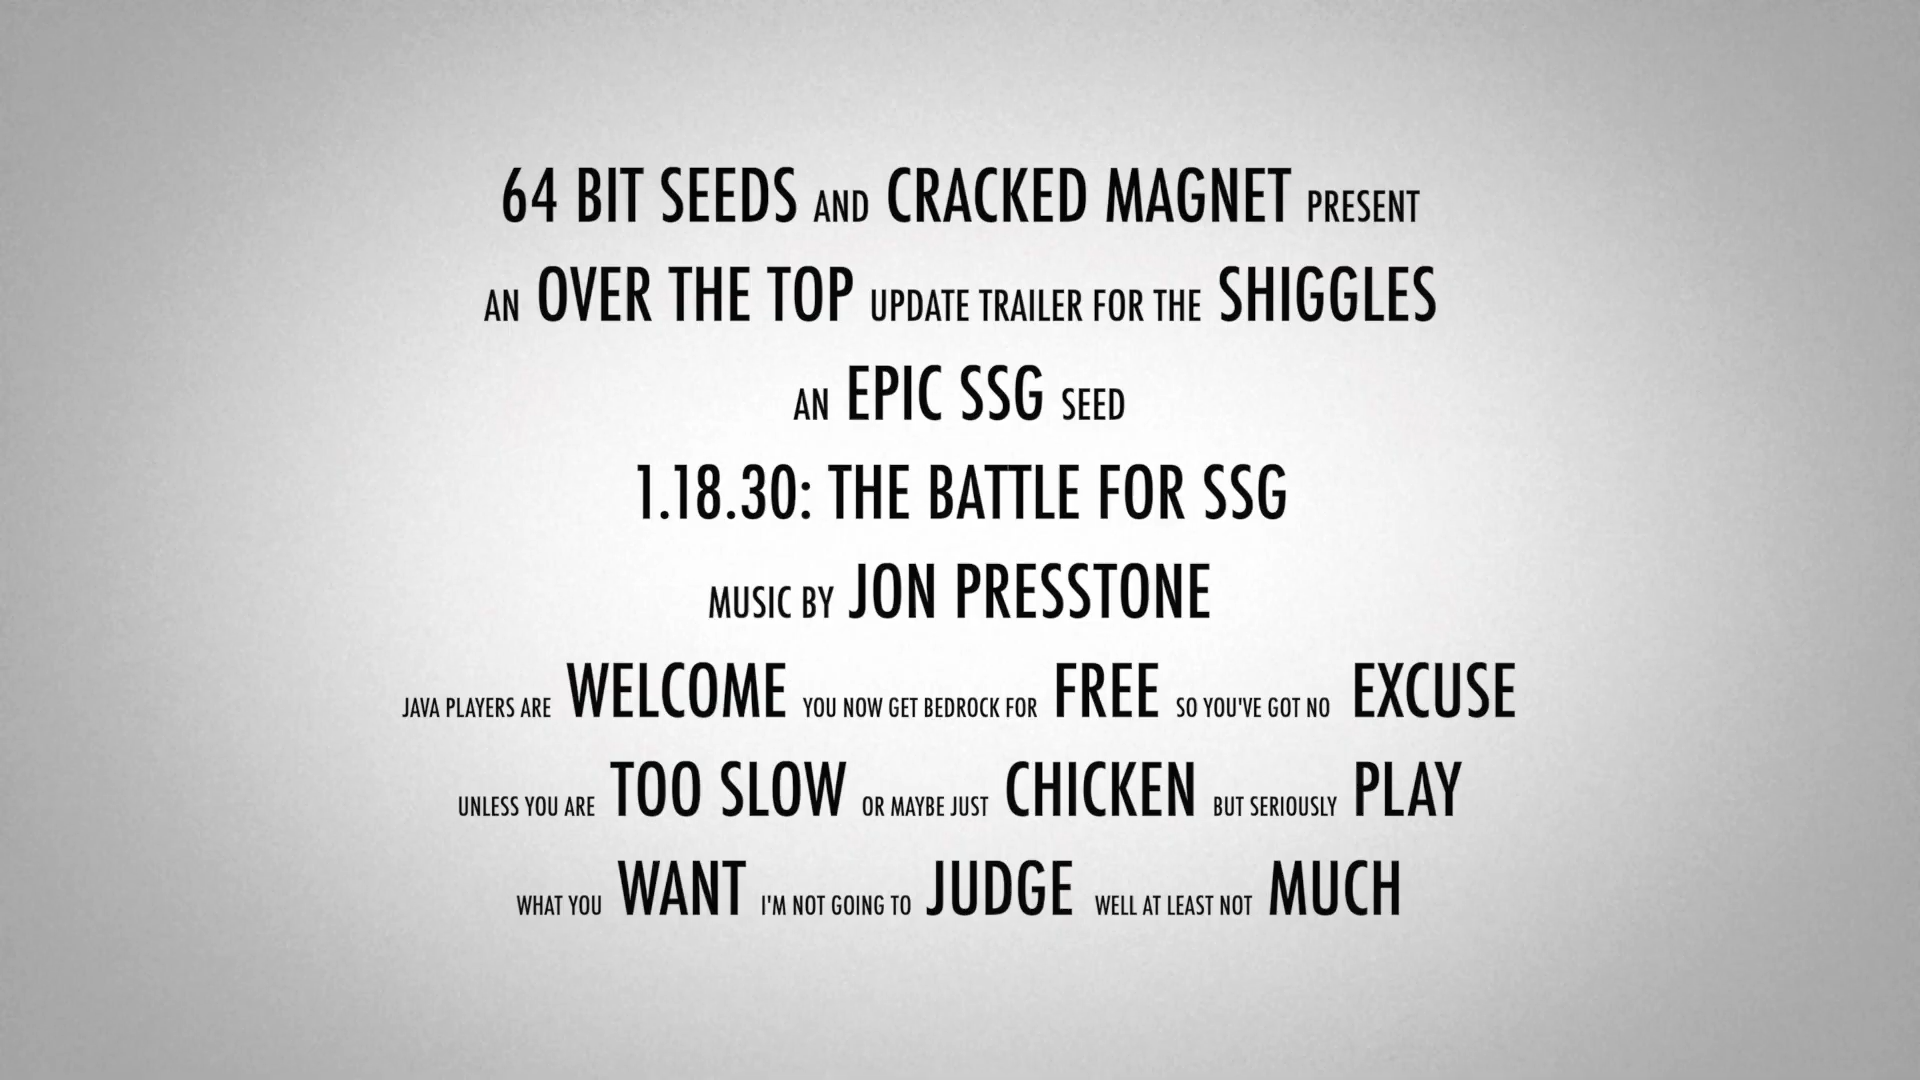 64 BIT SEEDS AND CRACKED MAGNET PRESENT
AN OVER THE TOP UPDATE TRAILER FOR THE SHIGGLES
AN EPIC SSG SEED
1.18.30: THE BATTLE FOR SSG
MUSIC BY JON PRESSTONE
JAVA PLAYERS ARE WELCOME YOU NOW GET BEDROCK FOR FREE SO YOU'VE GOT NO EXCUSE
UNLESS YOU ARE TOO SLOW OR MAYBE JUST CHICKEN BUT SERIOUSLY PLAY
WHAT YOU WANT I'M NOT GOING TO JUDGE WELL AT LEAST NOT MUCH